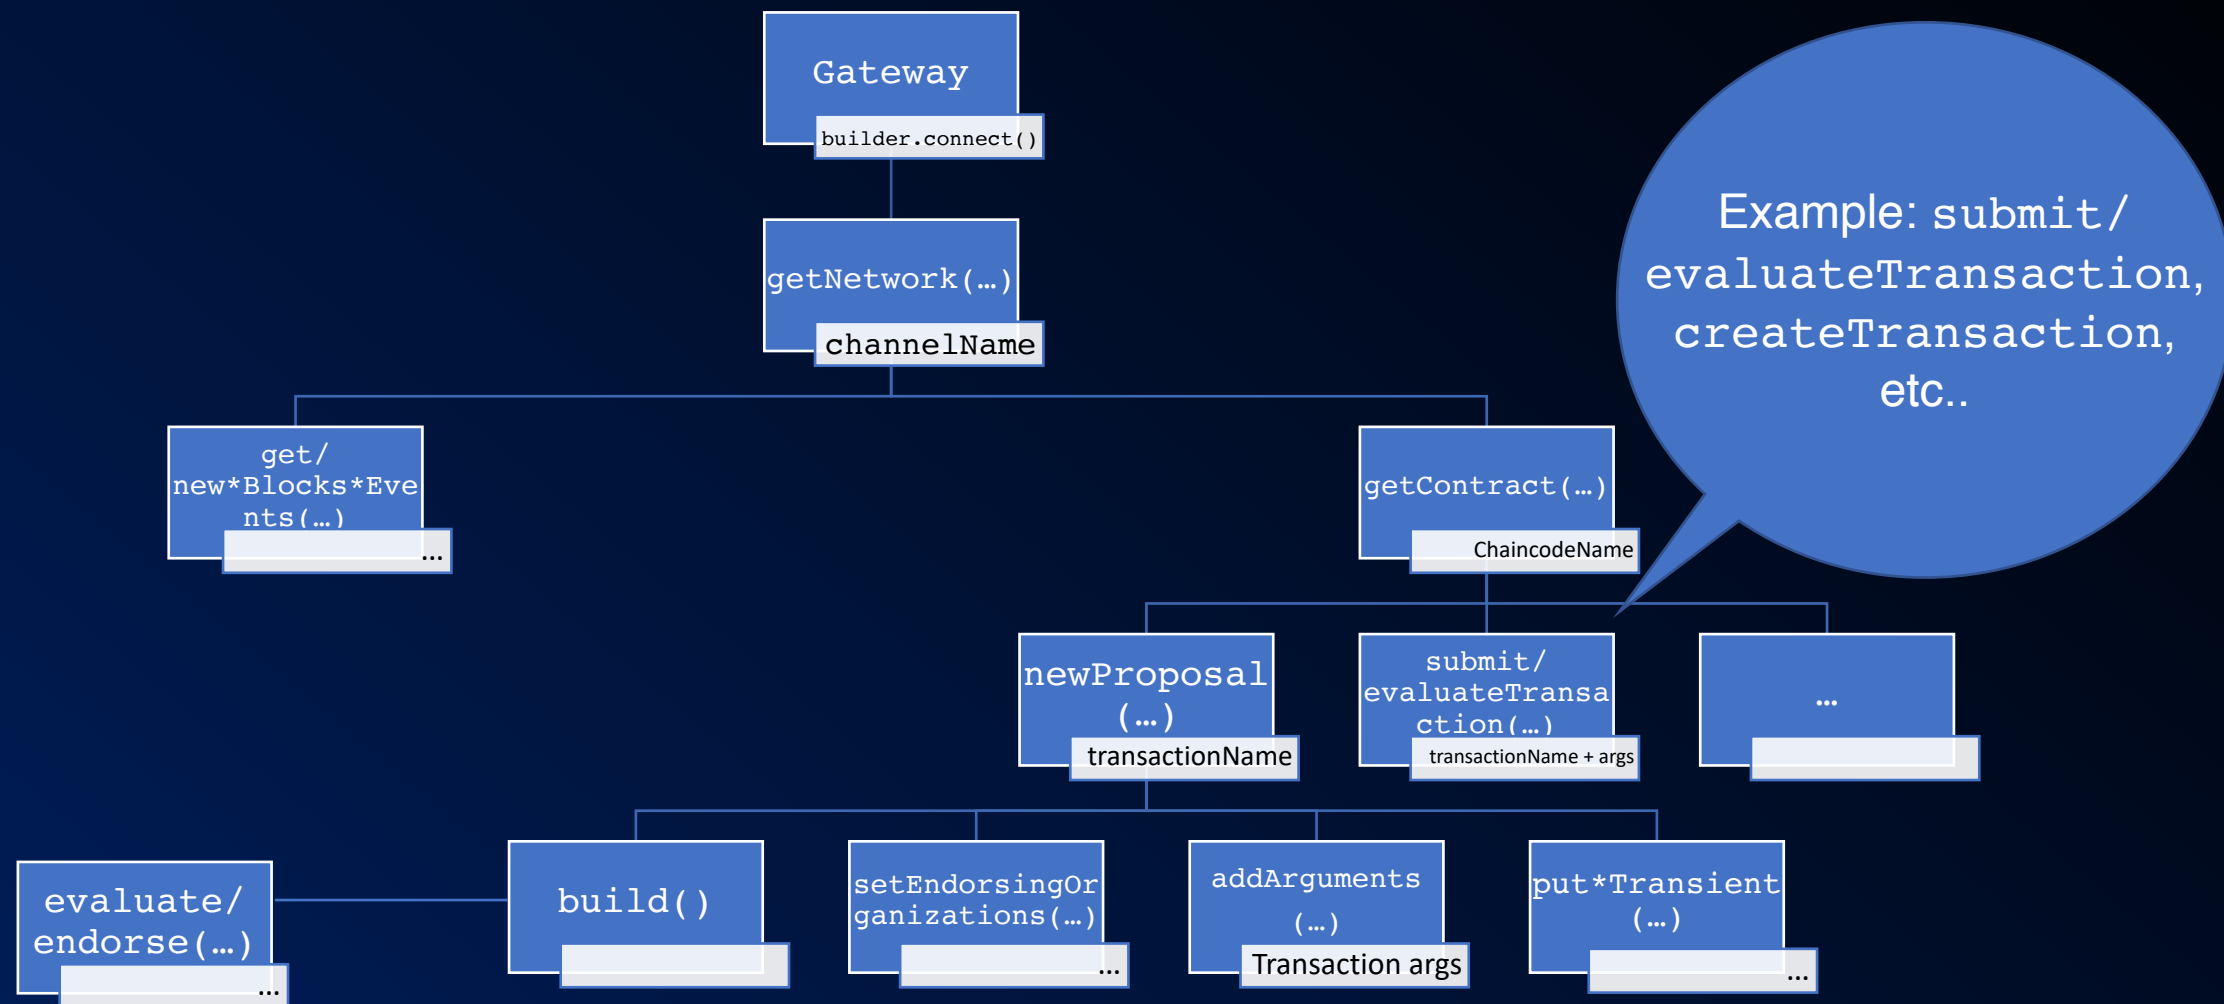 Gateway
builder.connect()
getNetwork(…)
channelName
Example: submit/
evaluateTransaction,
createTransaction,
etc..
get/
new*Blocks*Eve
nts(…)
...
getContract(…)
ChaincodeName
newProposal
(…)
transactionName
submit/
evaluateTransa
ction(…)
transactionName + args
…
evaluate/
endorse(…)
...
build()
setEndorsingOr
ganizations(…)
...
addArguments
(…)
Transaction args
put*Transient
(…)
...